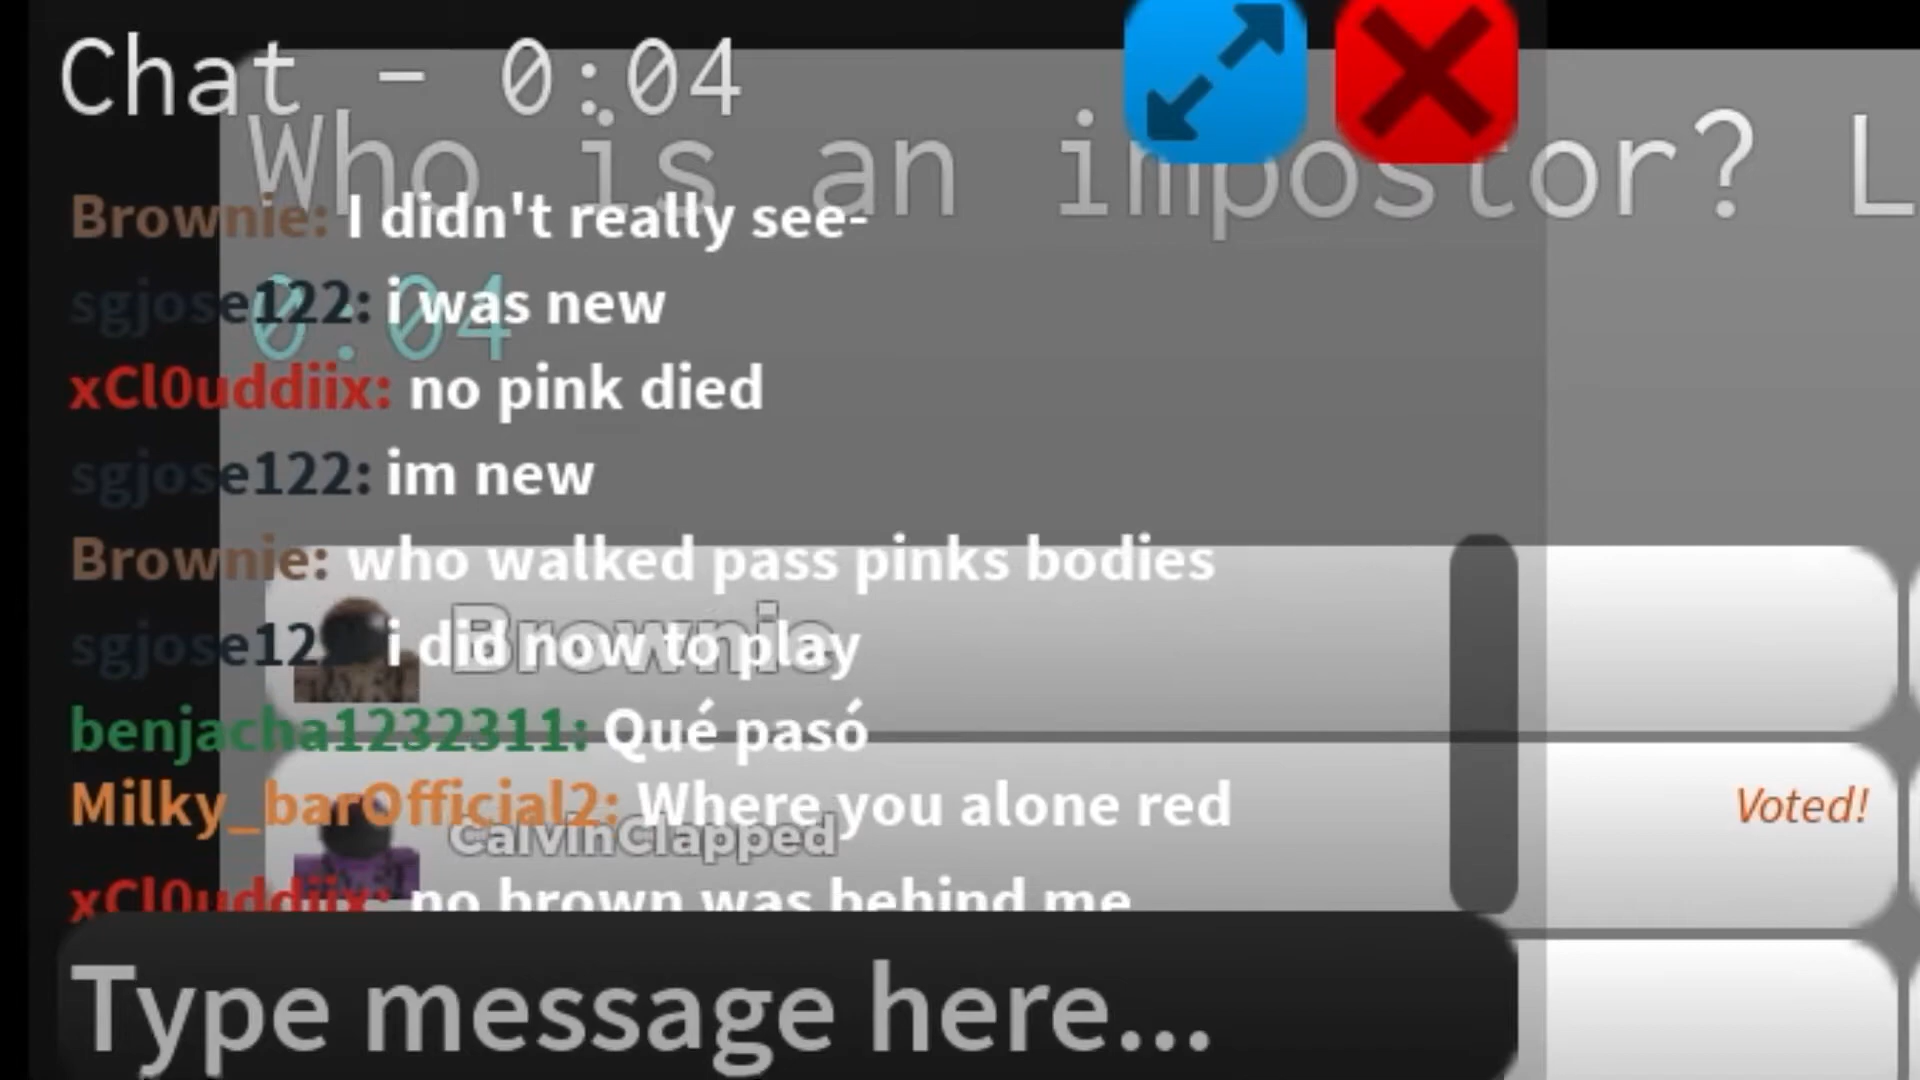 Chat - 0:04
Who is an impostor? L
Brownie: I didn't really see-
sgjose122: i was new
0:04
xCl0uddiix: no pink died
sgjose122: im new
Brownie: who walked pass pinks bodies
Brownie
sgjose12 i did now to play
benjacha1232311: Qué pasó
Milky_barOfficial2: Where you alone red
Voted!
CalvinClapped
xCl0uddiix: no brown was behind me
Type message here...